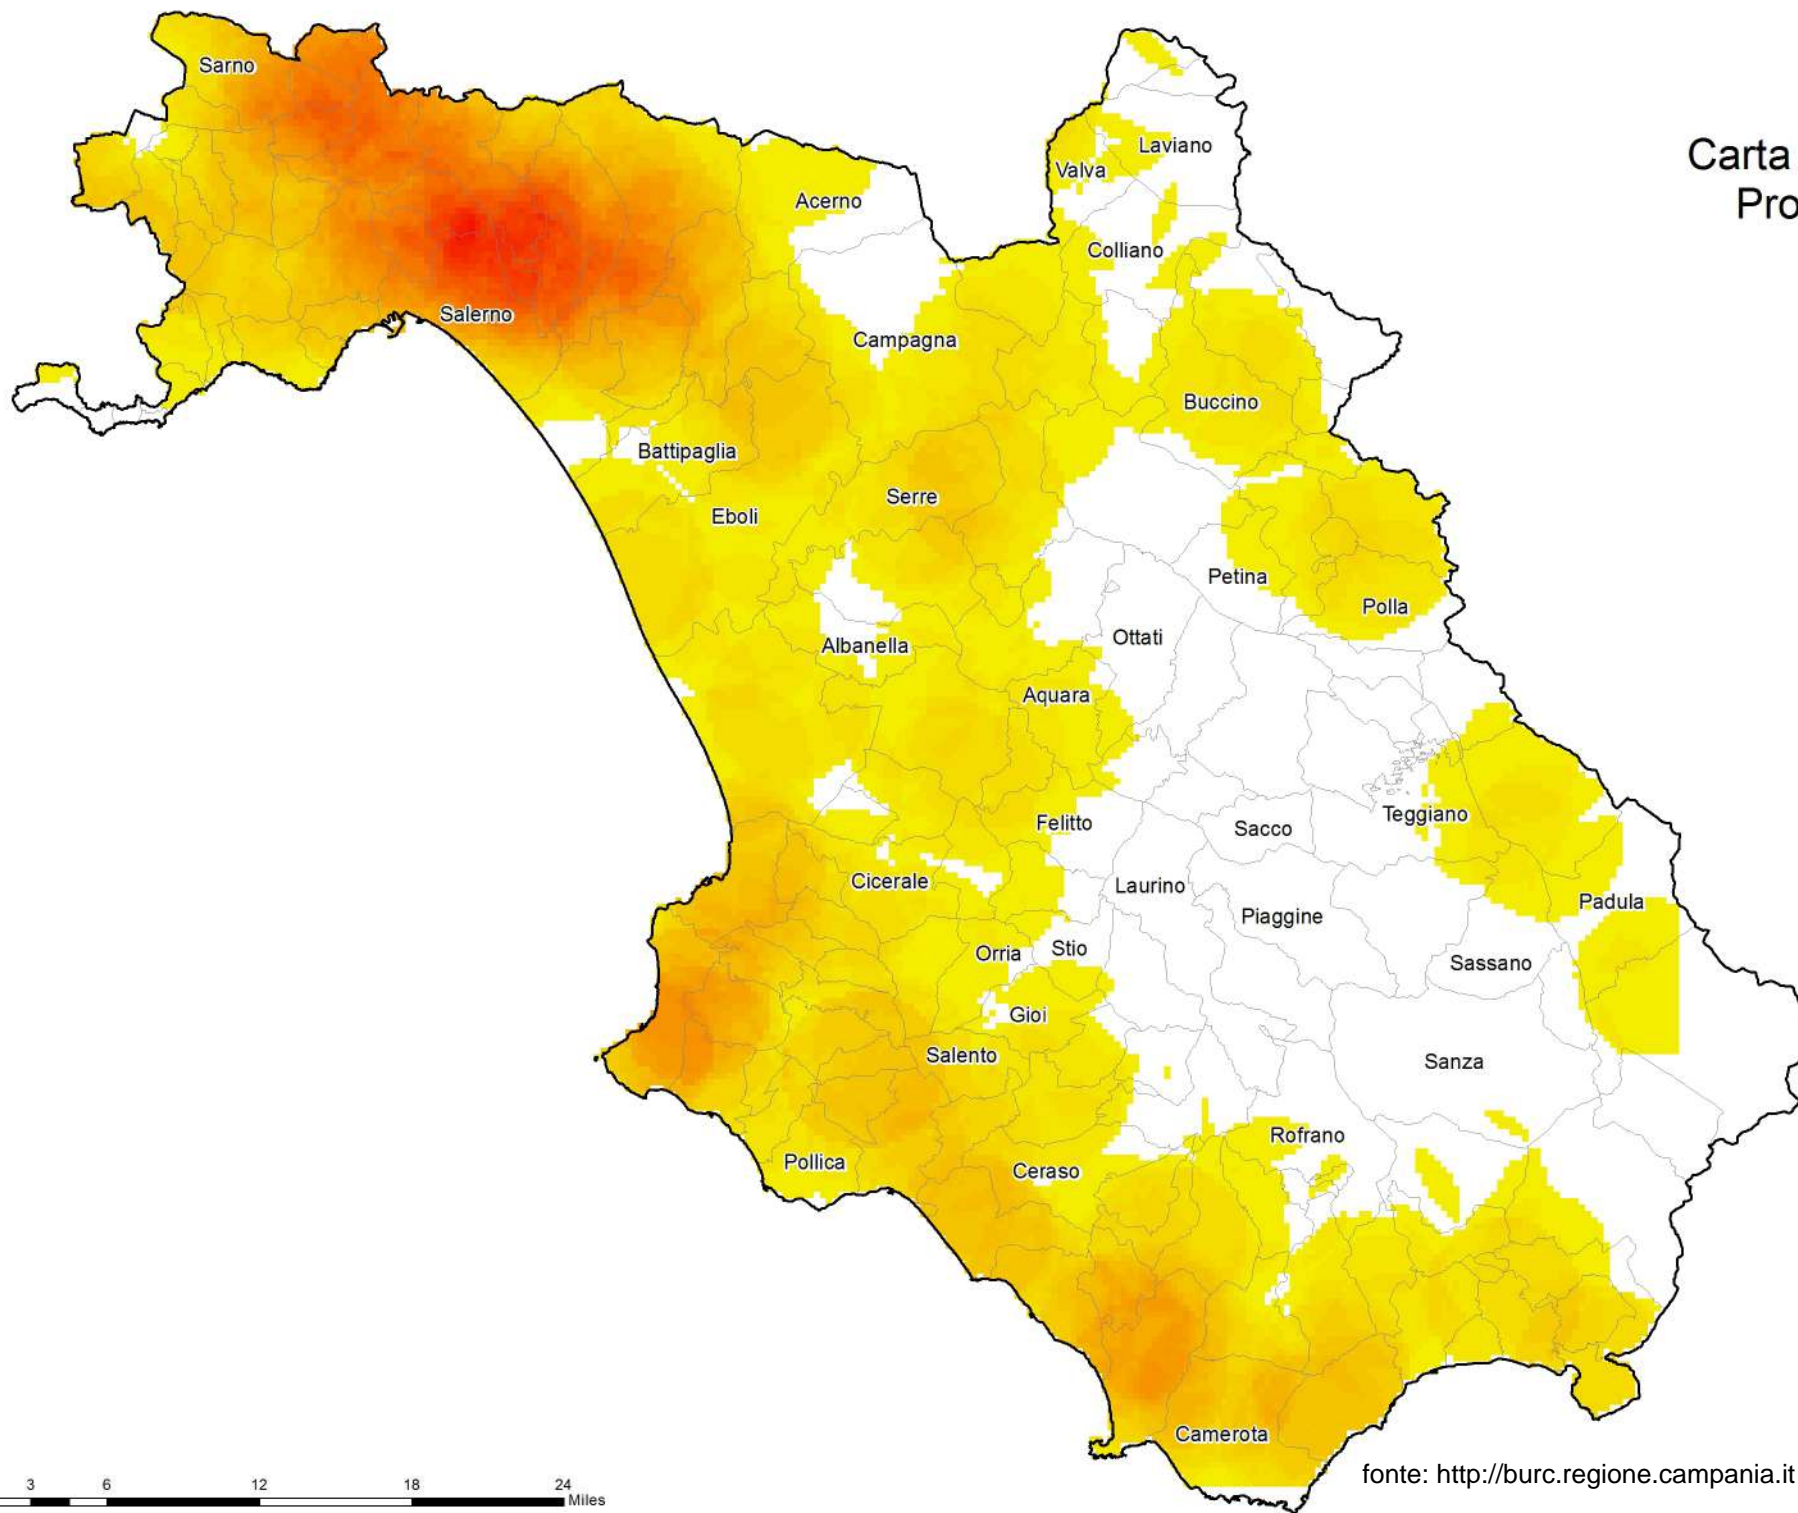 Sarno
Carta
Pro
Laviano
Valva
Acerno
Colliano
Salerno
Campagna
Buccino
Battipaglia
Serre
Eboli
Petina
Polla
Ottati
Albanella
Aquara
Teggiano
Felitto
Sacco
Cicerale
Laurino
Padula
Piaggine
Orria
Stio
Sassano
Gioi
Salento
Sanza
Rofrano
Pollica
Ceraso
Camerota
fonte: http://burc.regione.campania.it
3 6 12 18 24
Miles